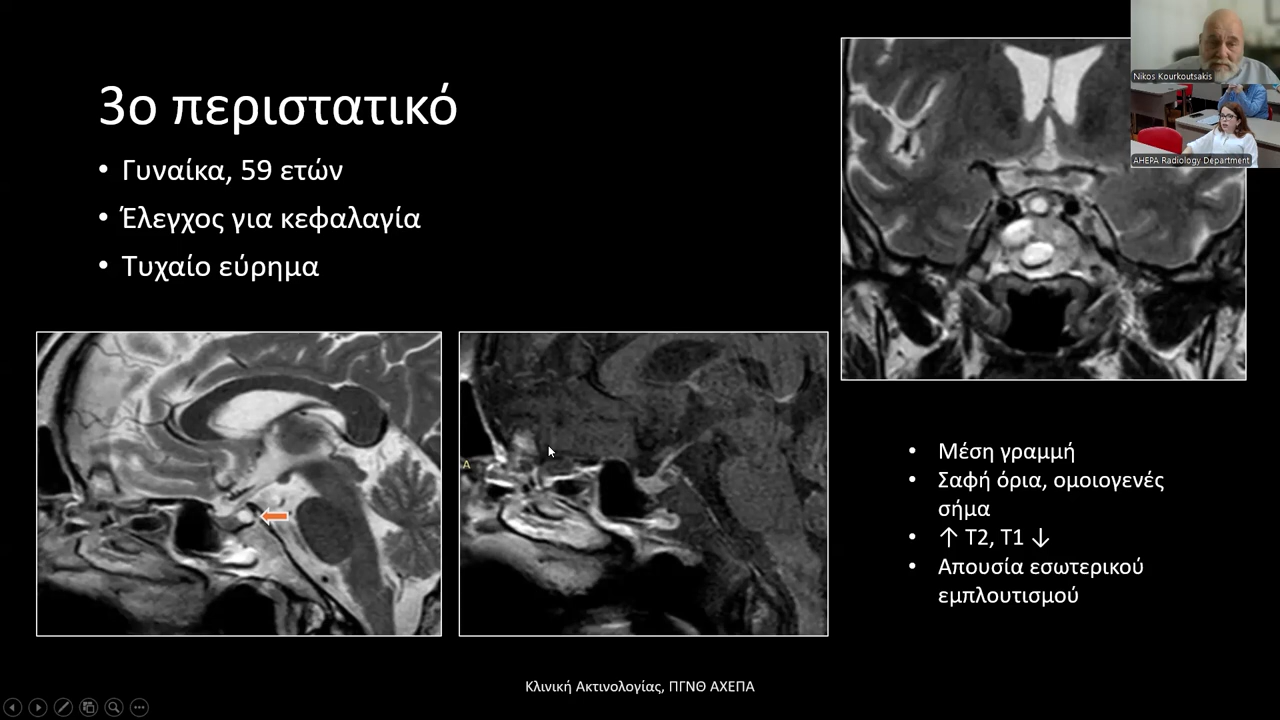 3ο περιστατικό
• Γυναίκα, 59 ετών
• Έλεγχος για κεφαλαγία
• Τυχαίο εύρημα
Nikos Kourkoutsakis
AHEPA Radiology Department
A
• Μέση γραμμή
• Σαφή όρια, ομοιογενές
σήμα
• ↑ Τ2, Τ1 ↓
• Απουσία εσωτερικού
εμπλουτισμού
Κλινική Ακτινολογίας, ΠΓΝΘ ΑΧΕΠΑ